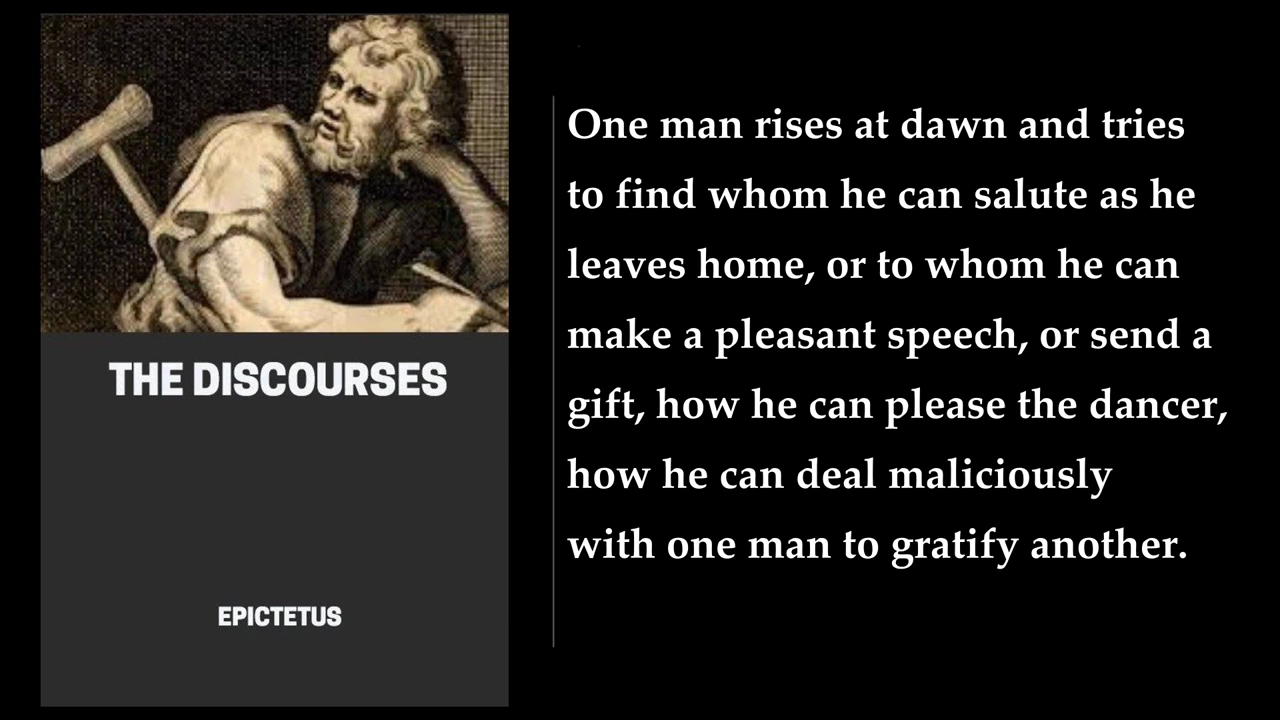 THE DISCOURSES
EPICTETUS
One man rises at dawn and tries
to find whom he can salute as he
leaves home, or to whom he can
make a pleasant speech, or send a
gift, how he can please the dancer,
how he can deal maliciously
with one man to gratify another.